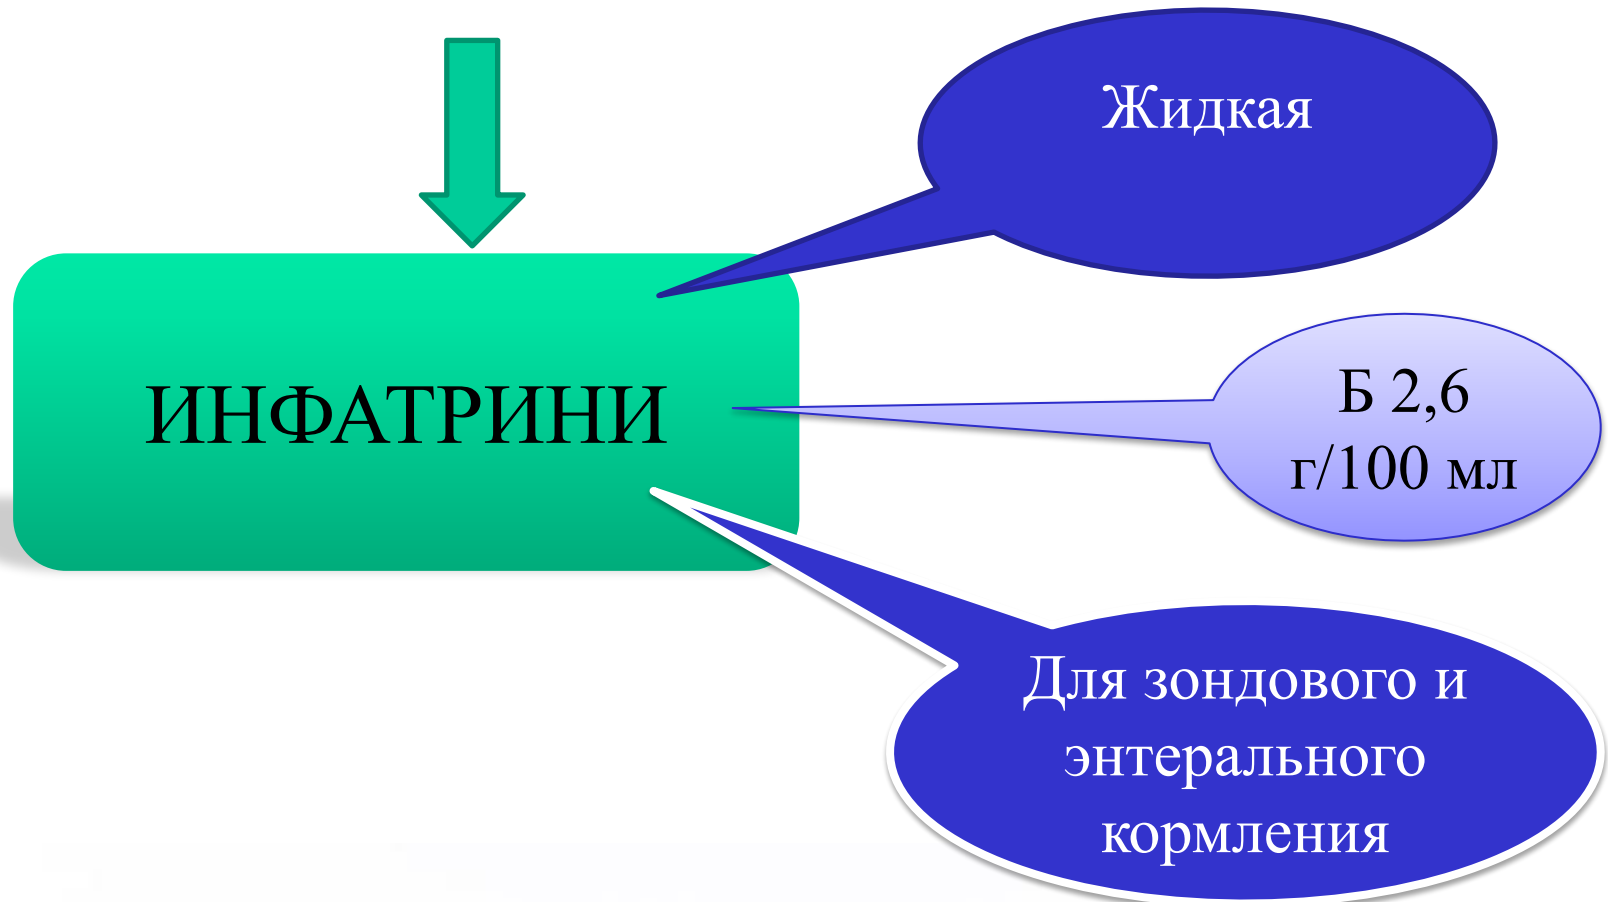 Жидкая
ИНФАТРИНИ
Б 2,6
г/100 мл
Для зондового и
энтерального
кормления